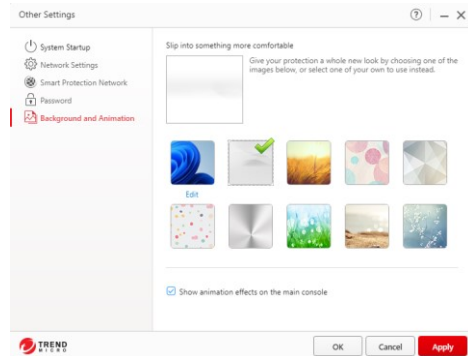 Other Settings
?
System Startup
Network Settings
Smart Protection Network
Password
Background and Animation
Slip into something more comfortable
Give your protection a whole new look by choosing one of the
images below, or select one of your own to use instead.
Edit
Show animation effects on the main console
TREND
MICRO
OK
Cancel
Apply